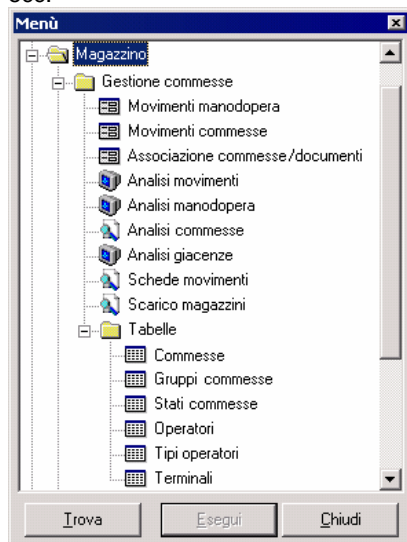 Menù
Magazzino
Gestione commesse
Movimenti manodopera
Movimenti commesse
Associazione commesse/documenti
Analisi movimenti
Analisi manodopera
Analisi commesse
Analisi giacenze
Schede movimenti
Scarico magazzini
Tabelle
Commesse
Gruppi commesse
Stati commesse
Operatori
Tipi operatori
Terminali
Trova Esegui Chiudi